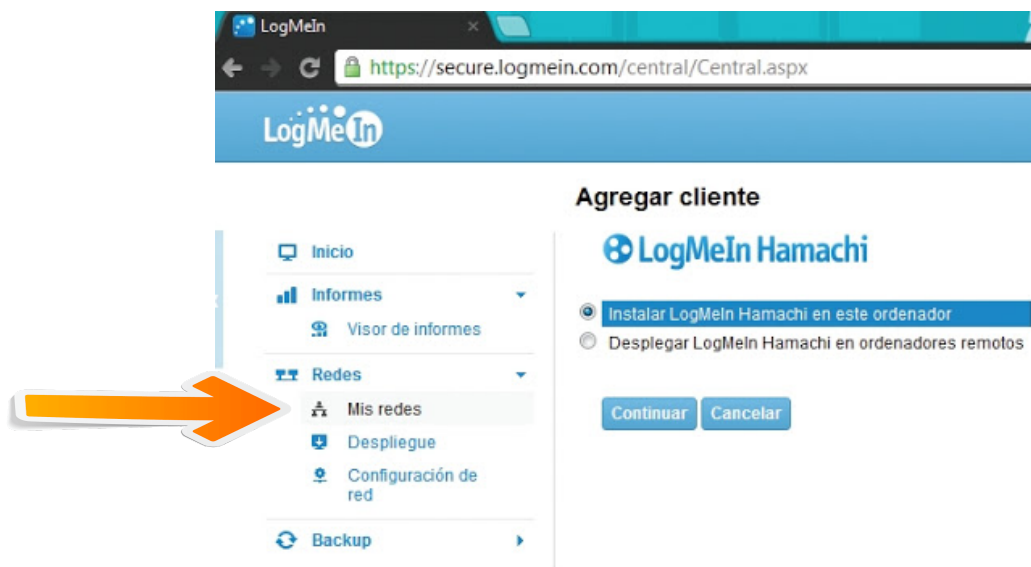 LogMeIn
https://secure.logmein.com/central/Central.aspx
LogMeIn
Agregar cliente
LogMeIn Hamachi
Inicio
Informes
Visor de informes
Redes
Mis redes
Despliegue
Configuración de
red
Backup
Instalar LogMeIn Hamachi en este ordenador
Desplegar LogMeIn Hamachi en ordenadores remotos
Continuar Cancelar